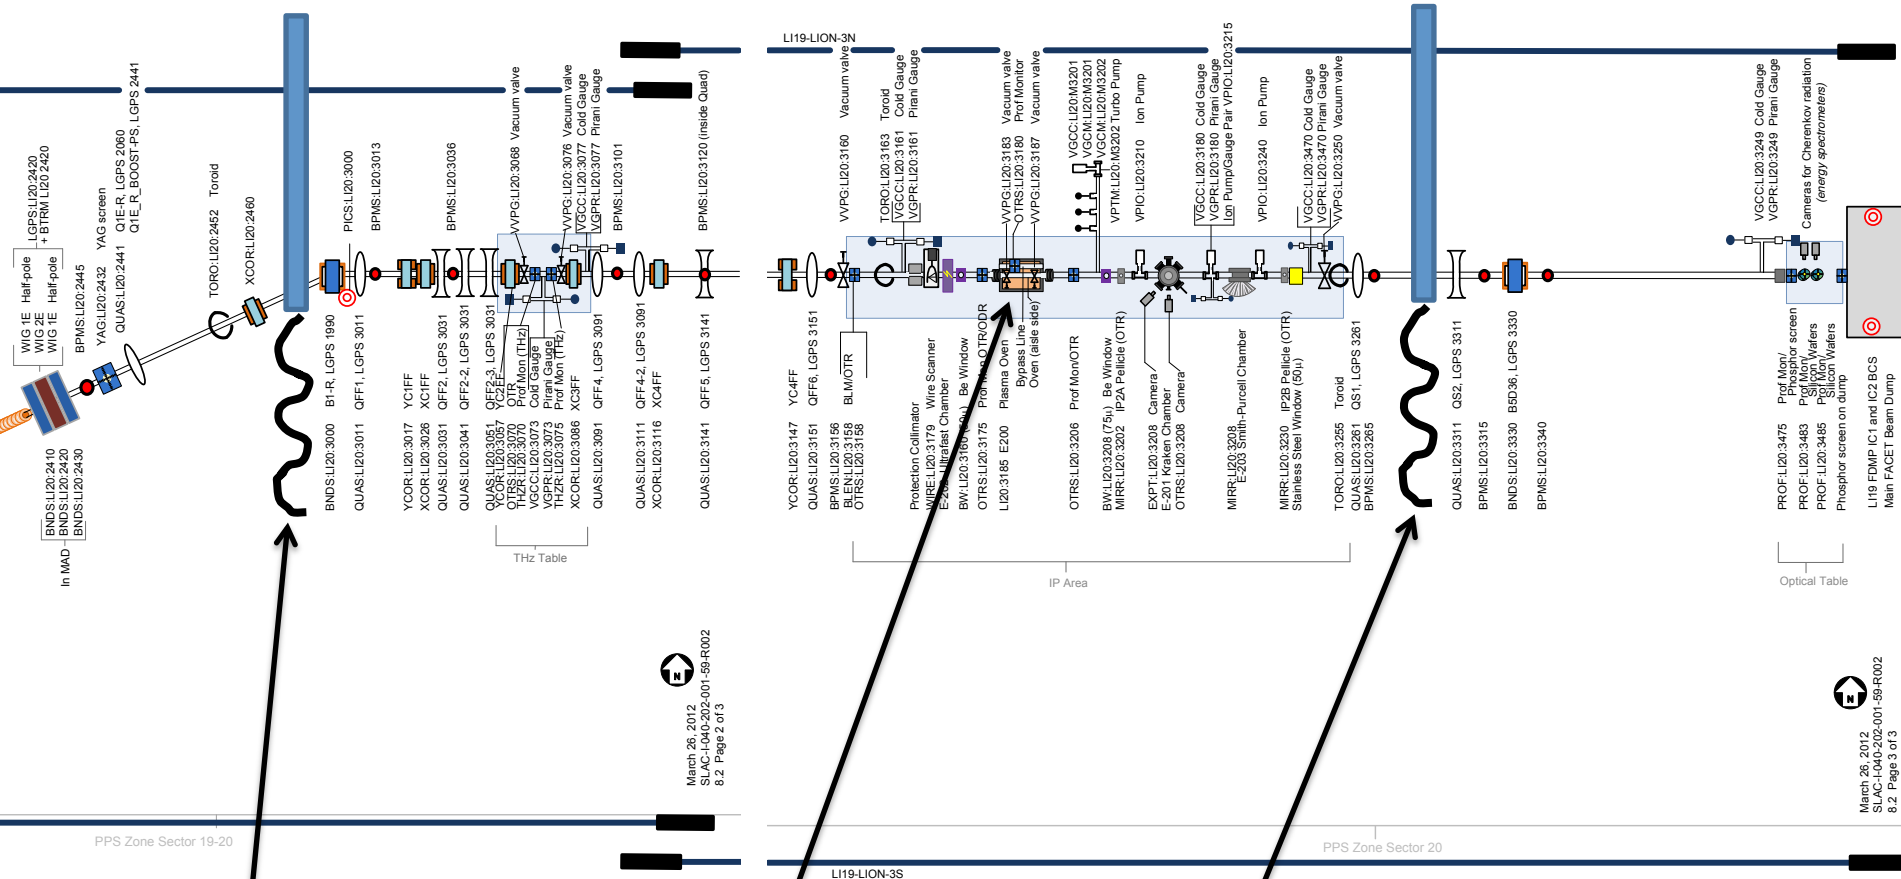 LI19-LION-3N
WIG 1E Half-pole
WIG 2E
WIG 1E Half-pole
LGPS:LI20:2420
+ BTRM LI20 2420
BPMS:LI20:2445
YAG:LI20:2432 YAG screen
QUAS:LI20:2441 Q1E-R, LGPS 2060
Q1E_R_BOOST-PS, LGPS 2441
TORO:LI20:2452 Toroid
XCOR:LI20:2460
PICS:LI20:3000
BPMS:LI20:3013
BPMS:LI20:3036
VVPG:LI20:3068 Vacuum valve
VPG:LI20:3076 Vacuum valve
VGCC:LI20:3077 Cold Gauge
VGPR:LI20:3077 Pirani Gauge
BPMS:LI20:3101
BPMS:LI20:3120 (inside Quad)
VVPG:LI20:3160 Vacuum valve
TORO:LI20:3163 Toroid
VGCC:LI20:3161 Cold Gauge
VGPR:LI20:3161 Pirani Gauge
VVPG:LI20:3183 Vacuum valve
OTRS:LI20:3180 Prof Monitor
VVPG:LI20:3187 Vacuum valve
VGCC:LI20:M3201
VGCM:LI20:M3201
VGCM:LI20:M3202
VPTM:LI20:M3202 Turbo Pump
VPIO:LI20:3210 Ion Pump
VGCC:LI20:3180 Cold Gauge
VGPR:LI20:3180 Pirani Gauge
Ion Pump/Gauge Pair VPIO:LI20:3215
VPIO:LI20:3240 Ion Pump
VGCC:LI20:3470 Cold Gauge
VGPR:LI20:3470 Pirani Gauge
VVPG:LI20:3250 Vacuum valve
VGCC:LI20:3249 Cold Gauge
VGPR:LI20:3249 Pirani Gauge
Cameras for Cherenkov radiation
(energy spectrometers)
BNDS:LI20:2410
BNDS:LI20:2420
BNDS:LI20:2430
In MAD
BNDS:LI20:3000 B1-R, LGPS 1990
QUAS:LI20:3011 QFF1, LGPS 3011
YCOR:LI20:3017 YC1FF
XCOR:LI20:3026 XC1FF
QUAS:LI20:3031 QFF2, LGPS 3031
QUAS:LI20:3041 QFF2-2, LGPS 3031
QUAS:LI20:3051 QFF2-3, LGPS 3031
YCOR:LI20:3057 YC2FF
OTRS:LI20:3070 OTR
THZR:LI20:3070 Prof Mon (THz)
VGCC:LI20:3073 Cold Gauge
VGPR:LI20:3073 Pirani Gauge
THZR:LI20:3075 Prof Mon (THz)
XCOR:LI20:3086 XC3FF
QUAS:LI20:3091 QFF4, LGPS 3091
QUAS:LI20:3111 QFF4-2, LGPS 3091
XCOR:LI20:3116 XC4FF
QUAS:LI20:3141 QFF5, LGPS 3141
THz Table
YCOR:LI20:3147 YC4FF
QUAS:LI20:3151 QFF6, LGPS 3151
BPMS:LI20:3156
BLEN:LI20:3158 BLM/OTR
OTRS:LI20:3158
Protection Collimator
WIRE:LI20:3179 Wire Scanner
Ultrafast Chamber
BW:LI20:3160 Be Window
OTRS:LI20:3175 Prof Mon OTR/ODR
LI20:3185 E200 Plasma Oven
Bypass Line
Oven (aisle side)
OTRS:LI20:3206 Prof Mon/OTR
BW:LI20:3208 (75μ) Be Window
MIRR:LI20:3202 IP2A Pellicle (OTR)
EXPT:LI20:3208 Camera
E-201 Kraken Chamber
OTRS:LI20:3208 Camera
MIRR:LI20:3208
E-203 Smith-Purcell Chamber
MIRR:LI20:3230 IP2B Pellicle (OTR)
Stainless Steel Window (50μ)
TORO:LI20:3255 Toroid
QUAS:LI20:3261 QS1, LGPS 3261
BPMS:LI20:3265
IP Area
QUAS:LI20:3311 QS2, LGPS 3311
BPMS:LI20:3315
BNDS:LI20:3330 B5D36, LGPS 3330
BPMS:LI20:3340
PROF:LI20:3475 Prof Mon/
Phosphor screen
PROF:LI20:3483 Prof Mon/
Silicon Wafers
PROF:LI20:3485 Prof Mon/
Silicon Wafers
Phosphor screen on dump
LI19 FDMP IC1 and IC2 BCS
Main FACET Beam Dump
Optical Table
N
March 26, 2012
SLAC-I-040-202-001-59-R002
8.2 Page 2 of 3
N
March 26, 2012
SLAC-I-040-202-001-59-R002
8.2 Page 3 of 3
PPS Zone Sector 19-20
PPS Zone Sector 20
LI19-LION-3S